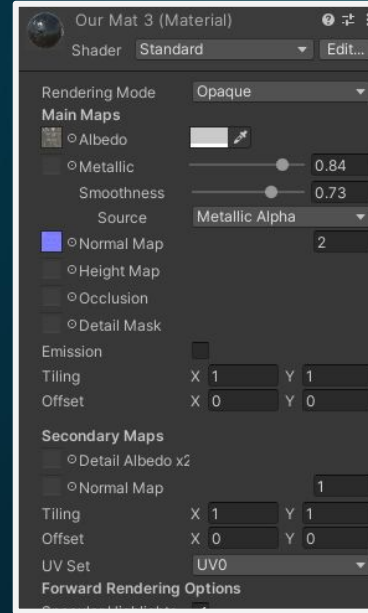 Our Mat 3 (Material)
Shader Standard Edit...
Rendering Mode Opaque
Main Maps
Albedo
Metallic 0.84
Smoothness 0.73
Source Metallic Alpha
Normal Map 2
Height Map
Occlusion
Detail Mask
Emission
Tiling X 1 Y 1
Offset X 0 Y 0
Secondary Maps
Detail Albedo x2
Normal Map 1
Tiling X 1 Y 1
Offset X 0 Y 0
UV Set UV0
Forward Rendering Options